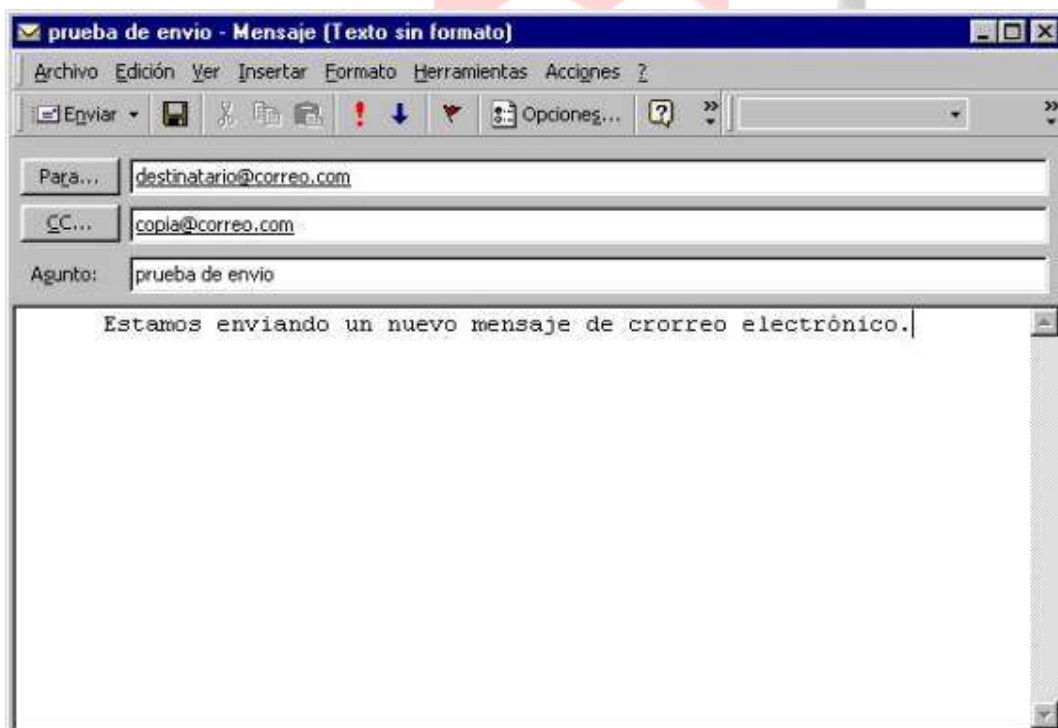 prueba de envio - Mensaje (Texto sin formato)
Archivo Edición Ver Insertar Formato Herramientas Acciones ?
Enviar Opciones...
Para... destinatario@correo.com
CC... copia@correo.com
Asunto: prueba de envio
Estamos enviando un nuevo mensaje de crorreo electrónico.